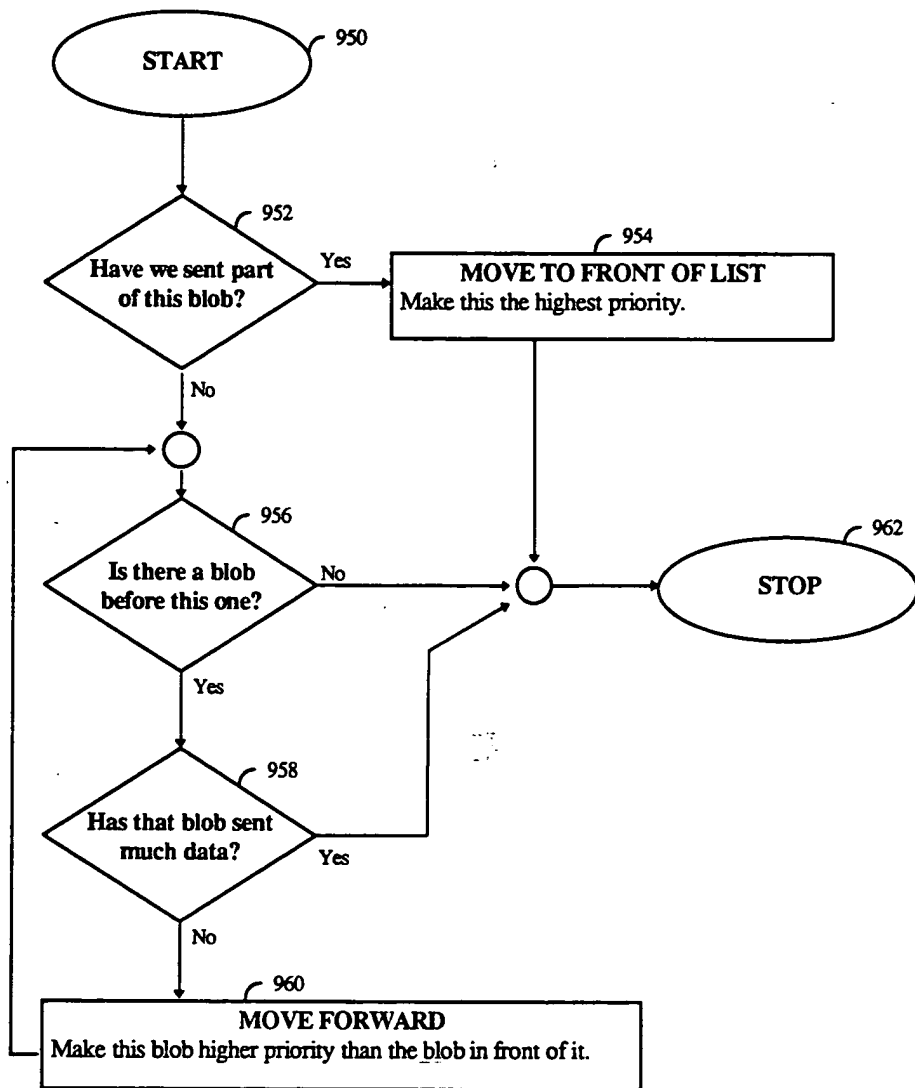 START
950
952
Have we sent part
of this blob?
Yes
954
MOVE TO FRONT OF LIST
Make this the highest priority.
No
956
Is there a blob
before this one?
No
962
STOP
Yes
958
Has that blob sent
much data?
Yes
No
960
MOVE FORWARD
Make this blob higher priority than the blob in front of it.